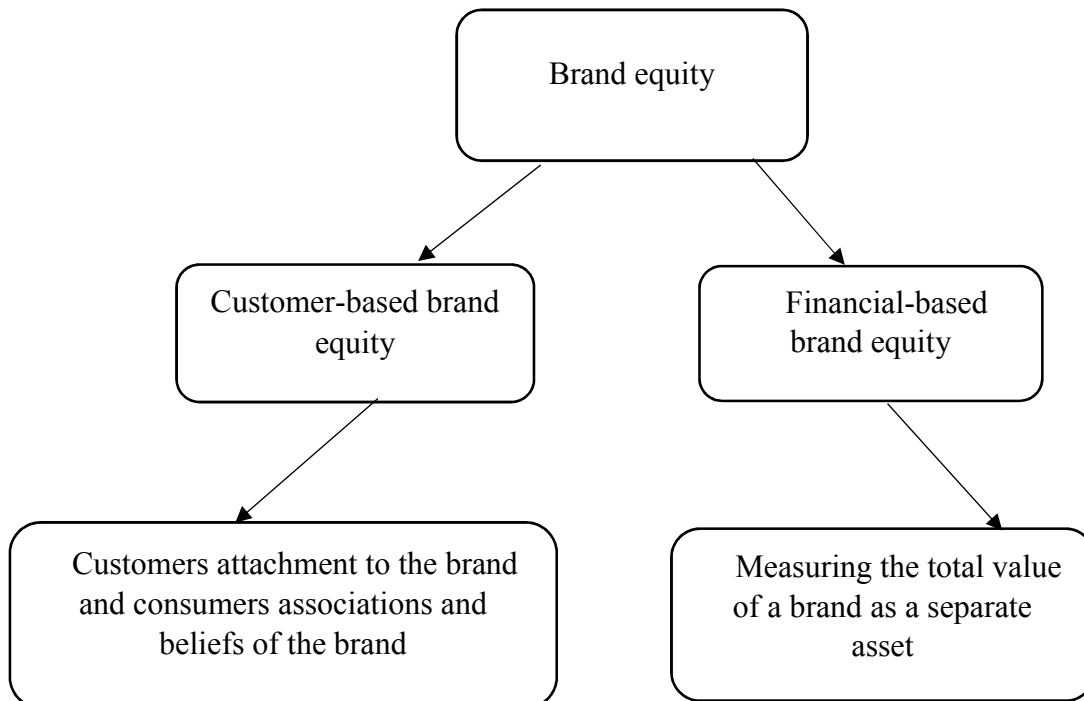 Brand equity
Customer-based brand
equity
Financial-based
brand equity
Customers attachment to the brand
and consumers associations and
beliefs of the brand
Measuring the total value
of a brand as a separate
asset